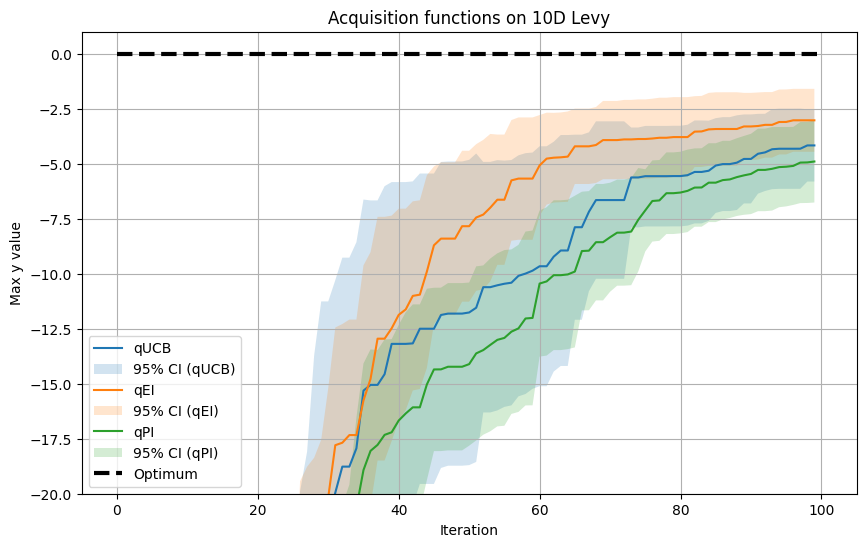 Acquisition functions on 10D Levy
Max y value
0.0
−2.5
−5.0
−7.5
−10.0
−12.5
−15.0
−17.5
−20.0
qUCB
95% CI (qUCB)
qEI
95% CI (qEI)
qPI
95% CI (qPI)
Optimum
0 20 40 60 80 100
Iteration